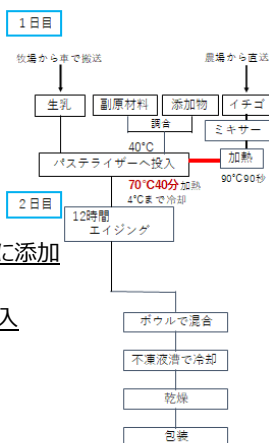 1日目
牧場から車で搬送
農場から直送
生乳
副原材料
添加物
イチゴ
調合
ミキサー
40°C
パステライザーへ投入
加熱
70°C40分加熱
90°C90秒
4°Cまで冷却
2日目
12時間
エイジング
に添加
入
ボウルで混合
不凍液漕で冷却
乾燥
包装